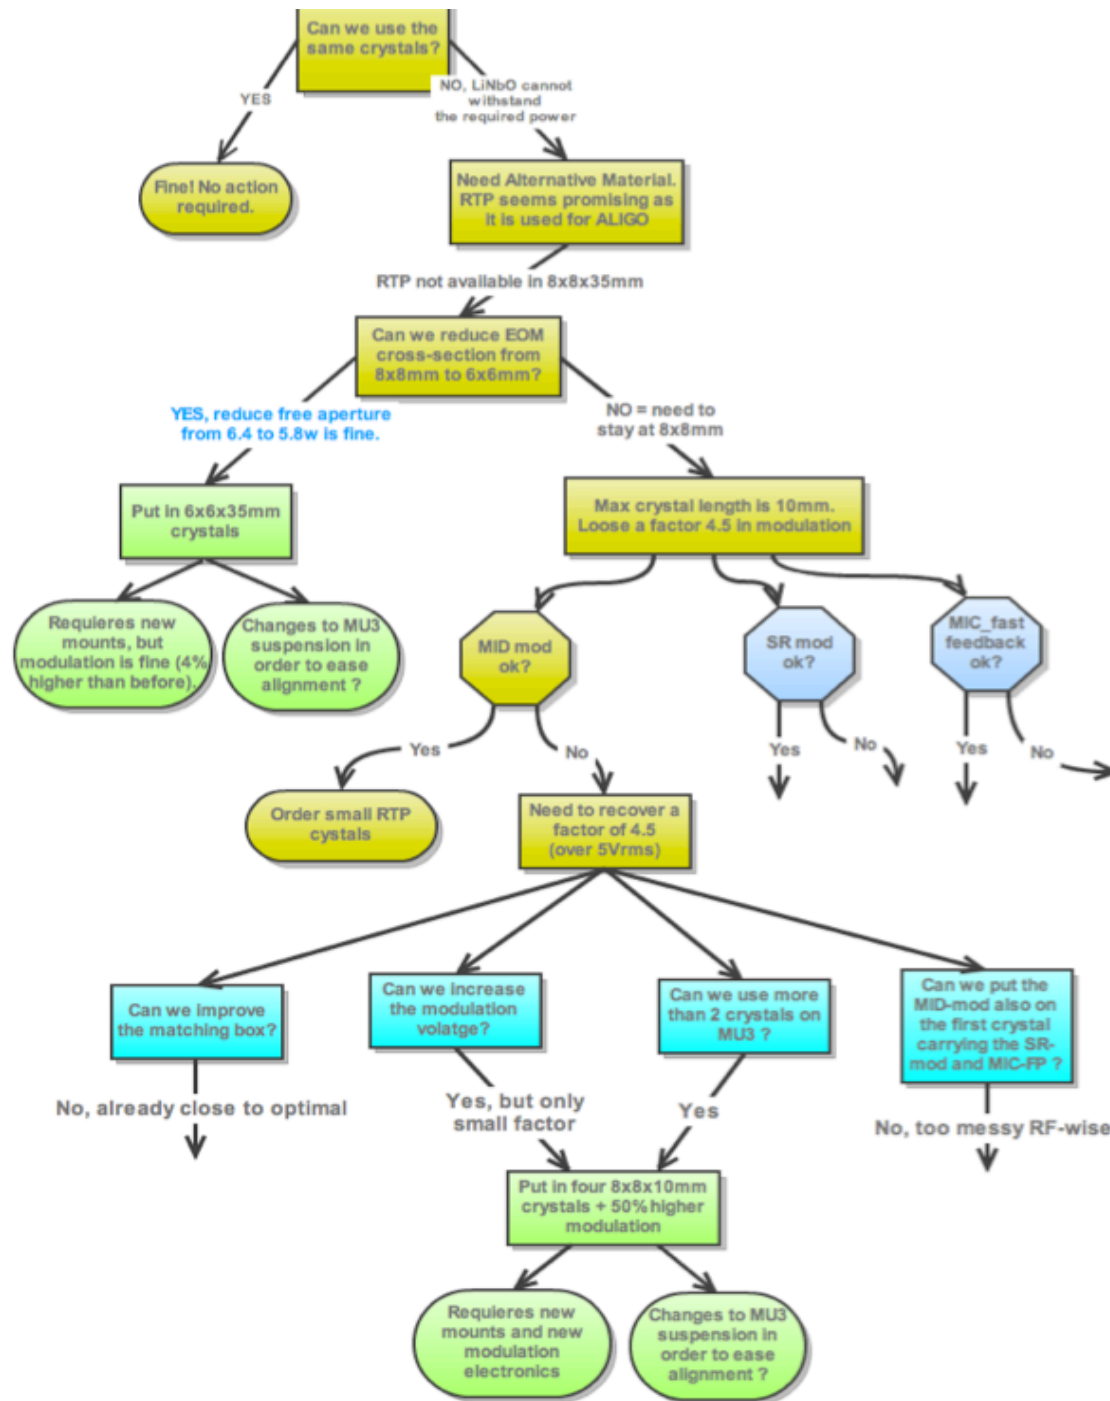 Can we use the
same crystals?
YES
NO, LiNbO cannot
withstand
the required power
Fine! No action
required.
Need Alternative Material.
RTP seems promising as
it is used for ALIGO
RTP not available in 8x8x35mm
Can we reduce EOM
cross-section from
8x8mm to 6x6mm?
YES, reduce free aperture
from 6.4 to 5.8w is fine.
NO = need to
stay at 8x8mm
Put in 6x6x35mm
crystals
Max crystal length is 10mm.
Loose a factor 4.5 in modulation
Requieres new
mounts, but
modulation is fine (4%
higher than before).
Changes to MU3
suspension in
order to ease
alignment ?
MID mod
ok?
SR mod
ok?
MIC_fast
feedback
ok?
Yes
No
Yes
No
Yes
No
Order small RTP
cystals
Need to recover a
factor of 4.5
(over 5Vrms)
Can we improve
the matching box?
Can we increase
the modulation
volatge?
Can we use more
than 2 crystals on
MU3 ?
Can we put the
MID-mod also on
the first crystal
carrying the SR-
mod and MIC-FP ?
No, already close to optimal
Yes, but only
small factor
Yes
No, too messy RF-wise
Put in four 8x8x10mm
crystals + 50% higher
modulation
Requieres new
mounts and new
modulation
electronics
Changes to MU3
suspension in
order to ease
alignment ?